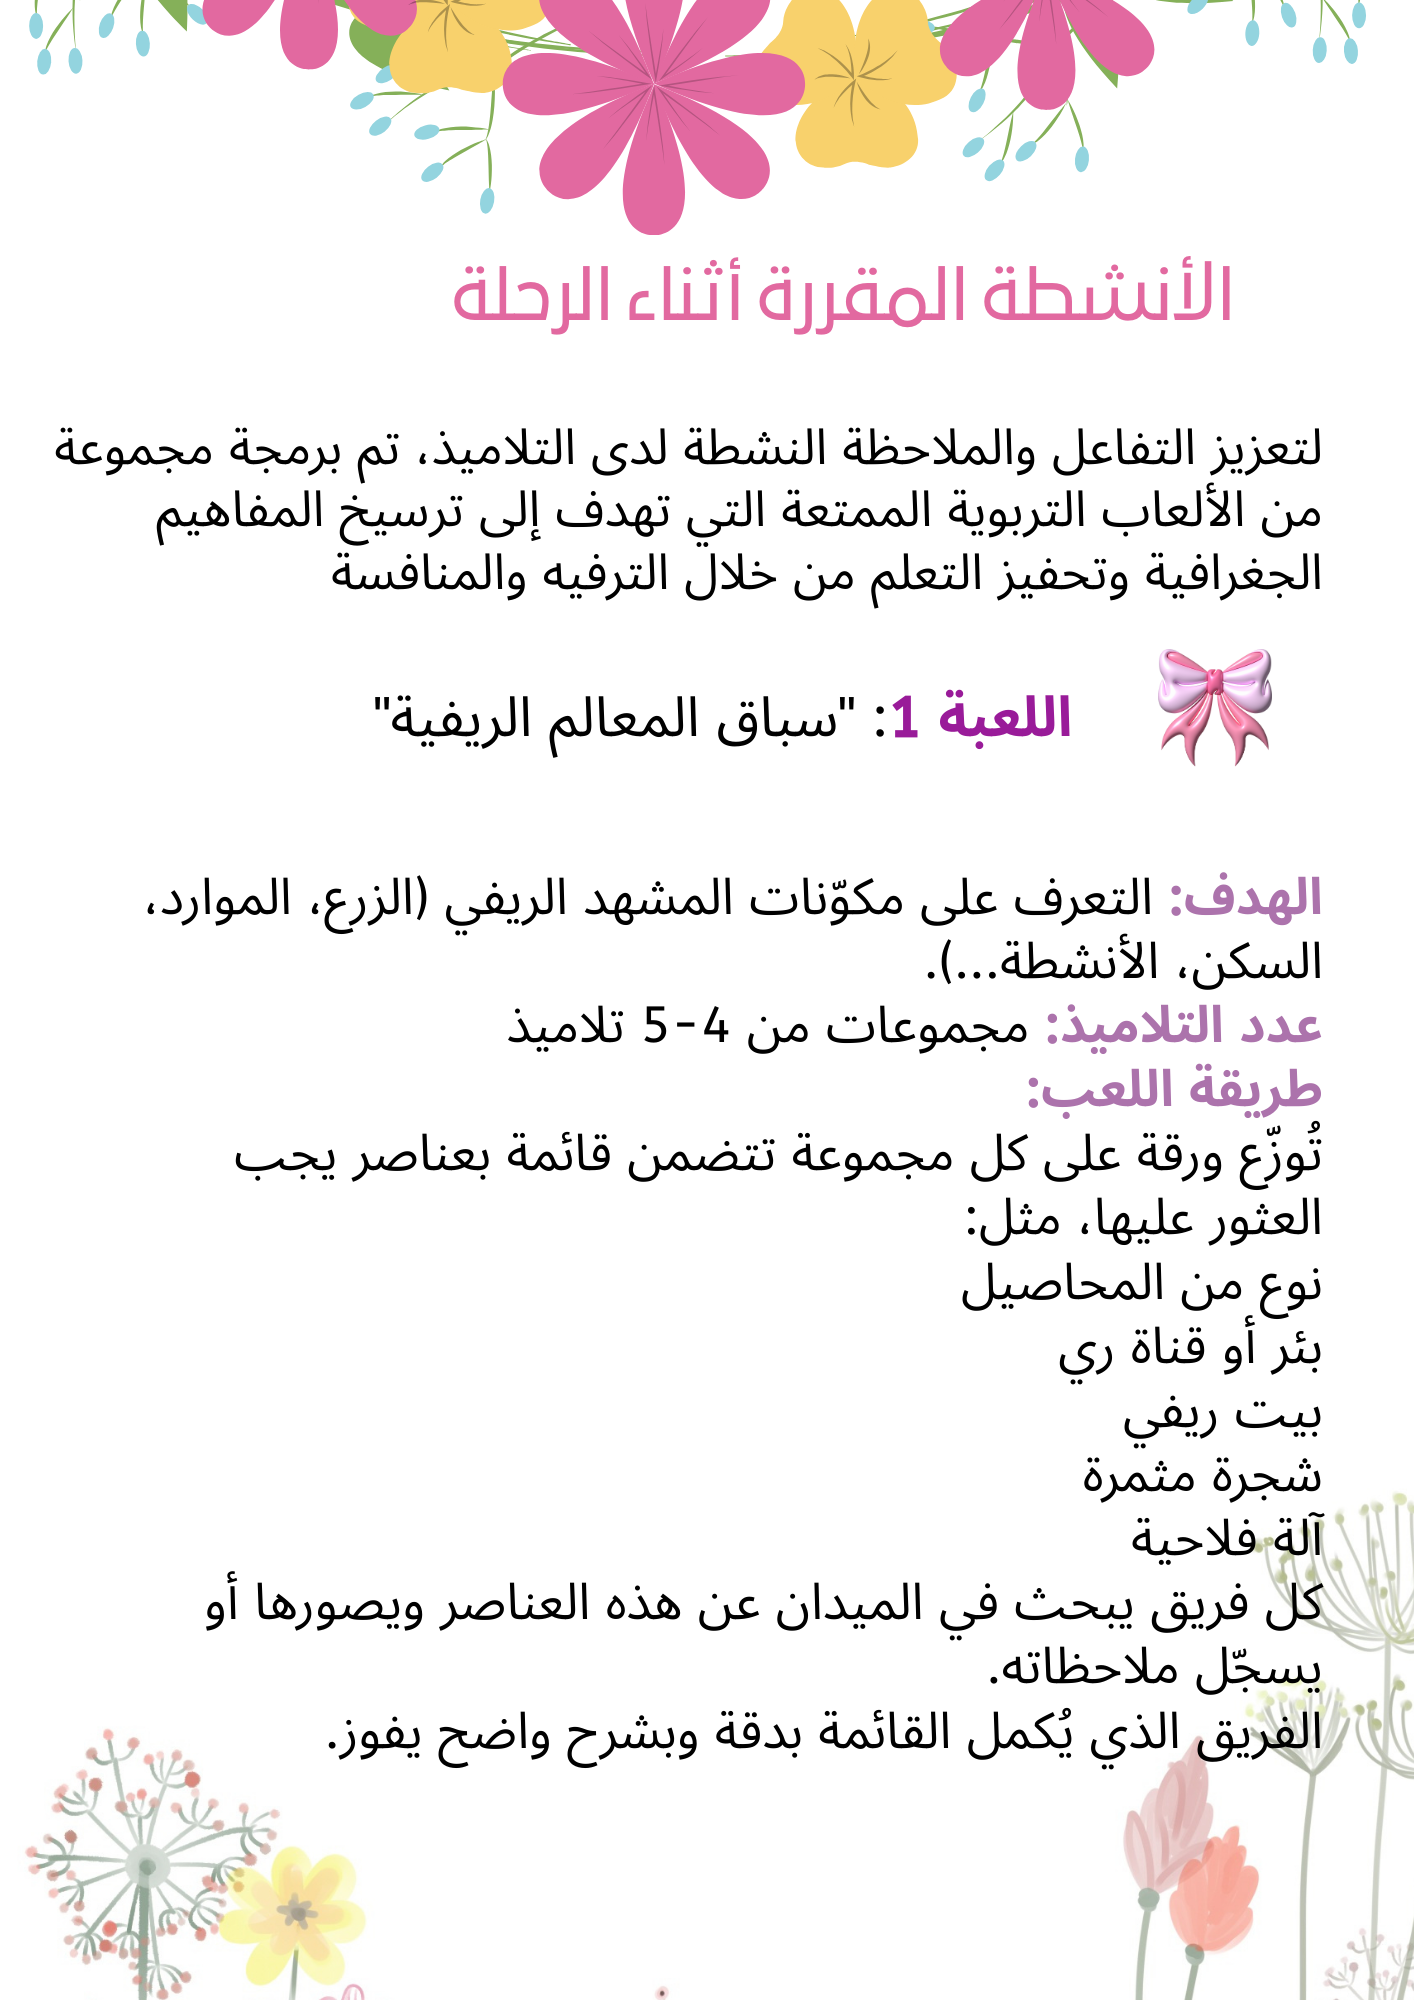 الأنشطة المقررة أثناء الرحلة
لتعزيز التفاعل والملاحظة النشطة لدى التلاميذ، تم برمجة مجموعة
من الألعاب التربوية الممتعة التي تهدف إلى ترسيخ المفاهيم
الجغرافية وتحفيز التعلم من خلال الترفيه والمنافسة
اللعبة 1: "سباق المعالم الريفية"
الهدف: التعرف على مكوّنات المشهد الريفي (الزرع، الموارد،
السكن، الأنشطة...).
عدد التلاميذ: مجموعات من 4-5 تلاميذ
طريقة اللعب:
تُوزّع ورقة على كل مجموعة تتضمن قائمة بعناصر يجب
العثور عليها، مثل:
نوع من المحاصيل
بئر أو قناة ري
بيت ريفي
شجرة مثمرة
آلة فلاحية
كل فريق يبحث في الميدان عن هذه العناصر ويصورها أو
يسجّل ملاحظاته.
الفريق الذي يُكمل القائمة بدقة وبشرح واضح يفوز.